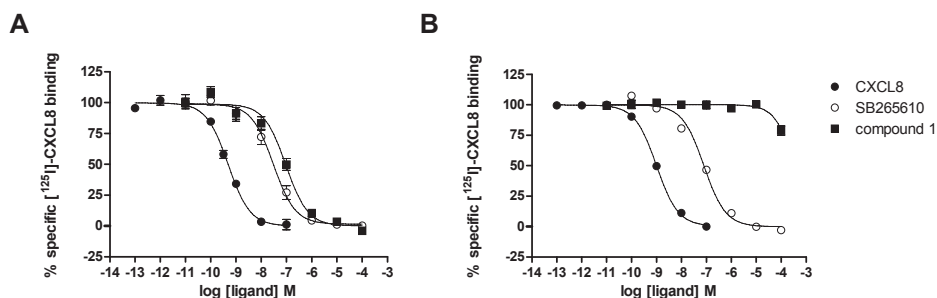 A
% specific [125I]-CXCL8 binding
125
100
75
50
25
0
-25
-14 -13 -12 -11 -10 -9 -8 -7 -6 -5 -4 -3
log [ligand] M
B
% specific [125I]-CXCL8 binding
125
100
75
50
25
0
-25
-14 -13 -12 -11 -10 -9 -8 -7 -6 -5 -4 -3
log [ligand] M
CXCL8
SB265610
compound 1